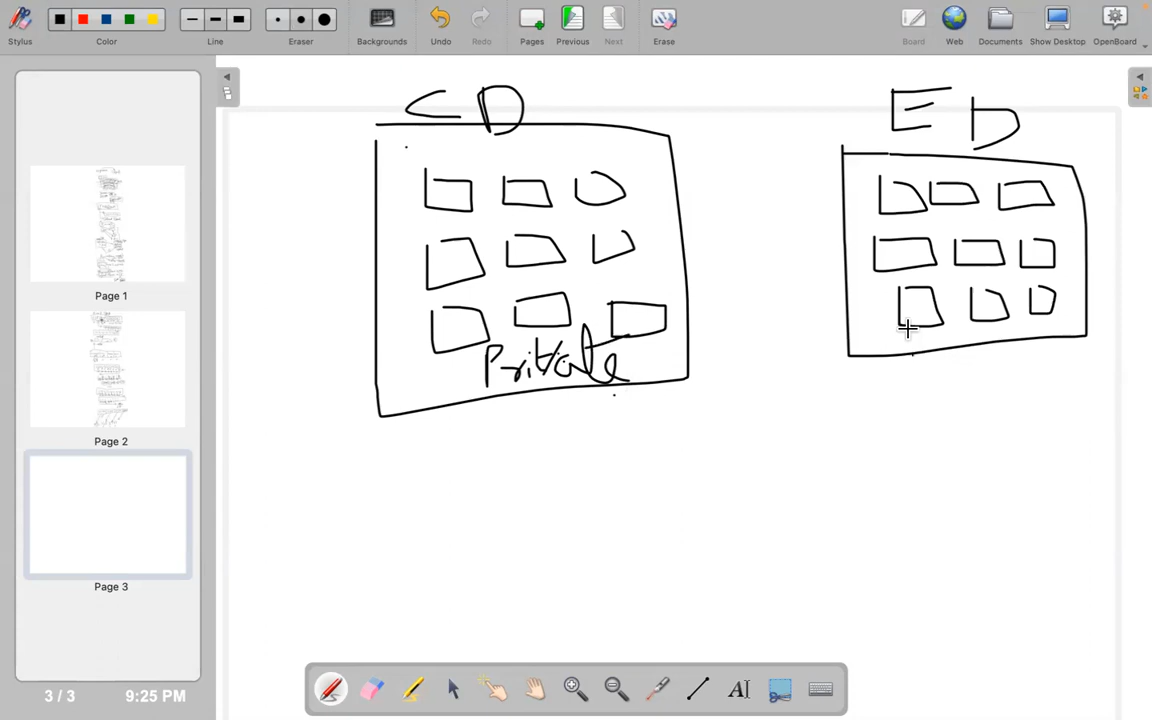 Stylus
Color
Line
Eraser
Backgrounds
Undo
Redo
Pages
Previous
Next
Erase
Board
Web
Documents
Show Desktop
OpenBoard
Page 1
Page 2
Page 3
3 / 3
9:25 PM
CD
ED
Private